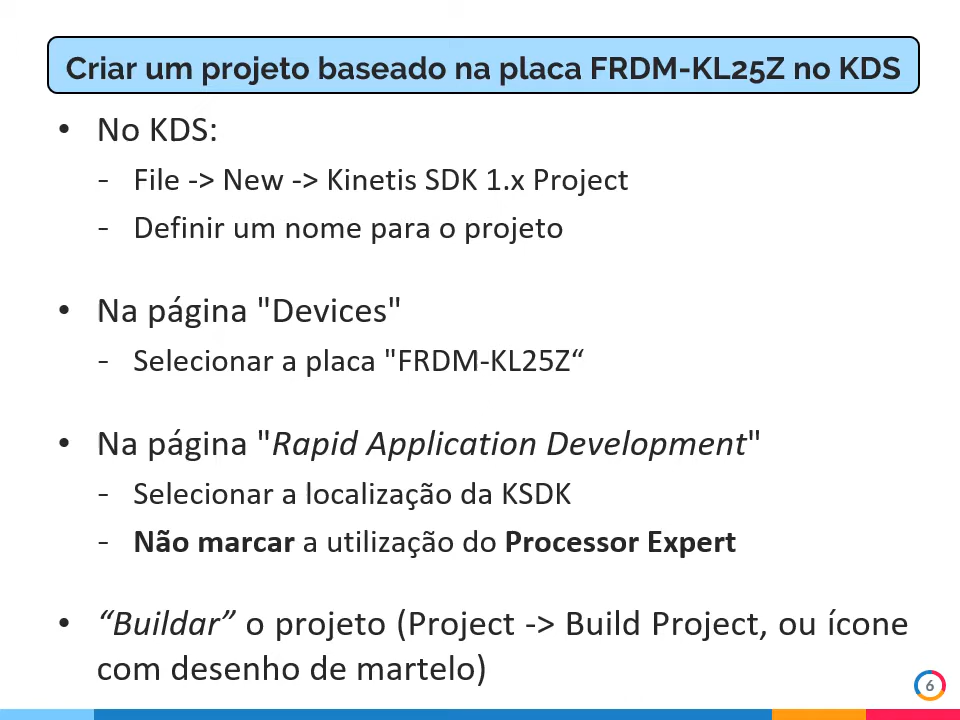 Criar um projeto baseado na placa FRDM-KL25Z no KDS
• No KDS:
- File -> New -> Kinetis SDK 1.x Project
- Definir um nome para o projeto
• Na página "Devices"
- Selecionar a placa "FRDM-KL25Z“
• Na página "Rapid Application Development"
- Selecionar a localização da KSDK
- Não marcar a utilização do Processor Expert
• “Buildar” o projeto (Project -> Build Project, ou ícone
com desenho de martelo)
6